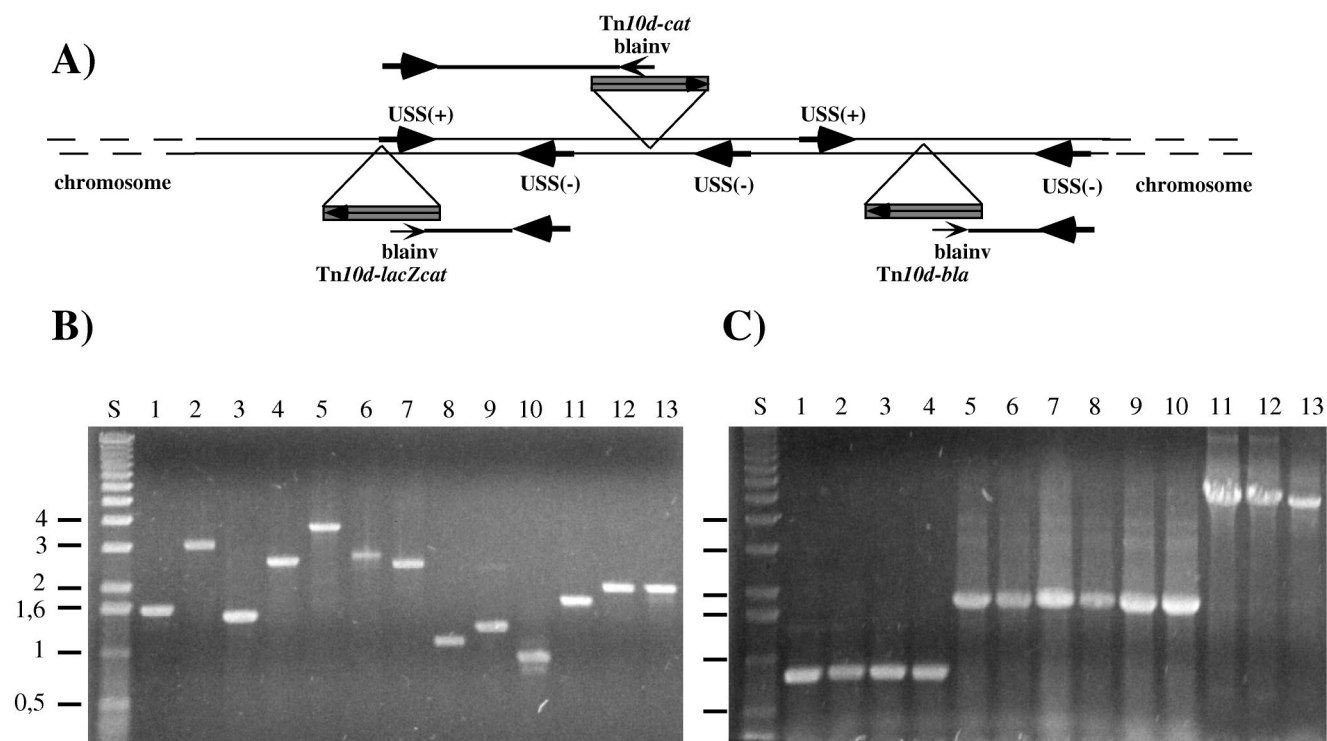 A)
Tn10d-cat
blainv
USS(+)
USS(+)
chromosome
USS(-)
USS(-)
USS(-)
chromosome
blainv
Tn10d-lacZcat
blainv
Tn10d-bla
B)
C)
S 1 2 3 4 5 6 7 8 9 10 11 12 13
S 1 2 3 4 5 6 7 8 9 10 11 12 13
4
3
2
1,6
1
0,5